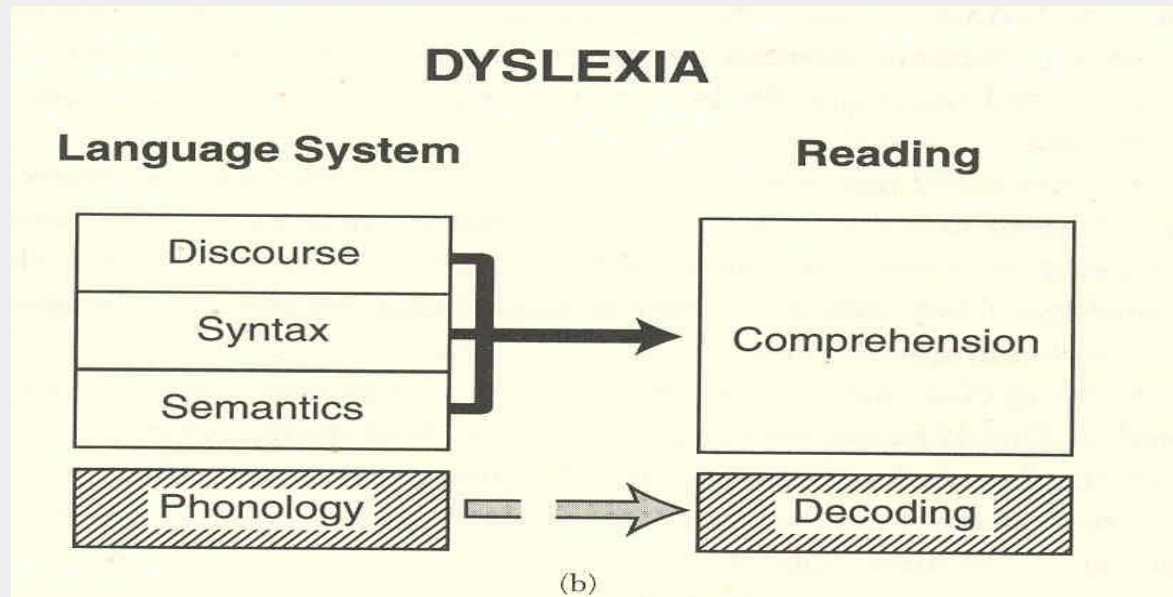 DYSLEXIA
Language System
Reading
Discourse
Syntax
Semantics
Comprehension
Phonology
Decoding
(b)